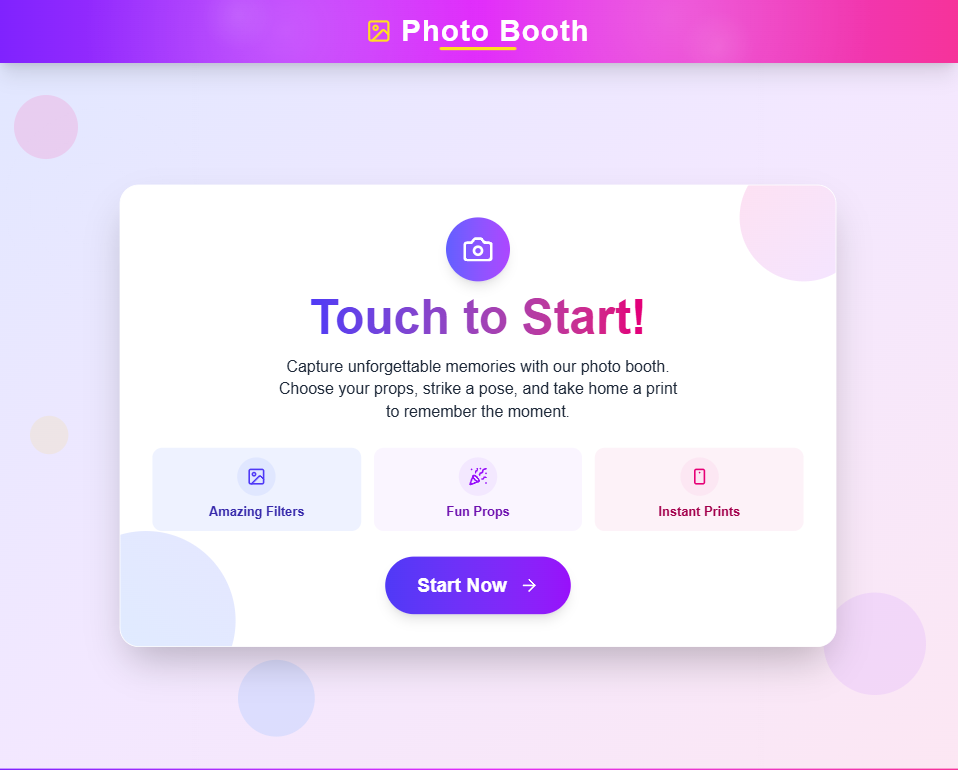 Photo Booth
Touch to Start!
Capture unforgettable memories with our photo booth.
Choose your props, strike a pose, and take home a print
to remember the moment.
Amazing Filters
Fun Props
Instant Prints
Start Now